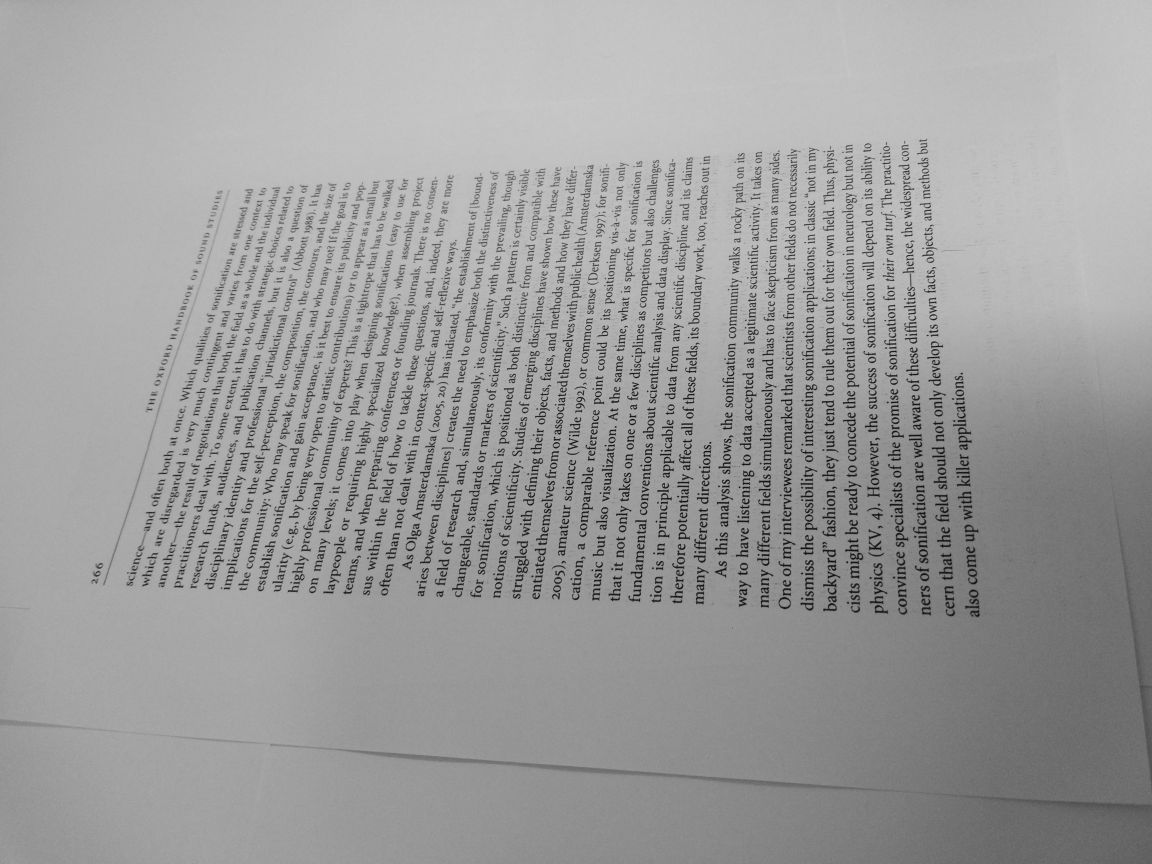 266
THE OXFORD HANDBOOK OF SOUND STUDIES
science—and often both at once. Which qualities of sonification are stressed and
which are disregarded is very much contingent and varies from one context to
another—the result of negotiations that both the field as a whole and the individual
practitioners deal with. To some extent, it has to do with strategic choices related to
research funds, audiences, and publication channels, but it is also a question of
disciplinary identity and professional “jurisdictional control” (Abbott 1988). It has
implications for the self-perception, the composition, the contours, and the size of
the community: Who may speak for sonification, and who may not? If the goal is to
establish sonification and gain acceptance, is it best to ensure its publicity and pop-
ularity (e.g., by being very open to artistic contributions) or to appear as a small but
highly professional community of experts? This is a tightrope that has to be walked
on many levels; it comes into play when designing sonifications (easy to use for
laypeople or requiring highly specialized knowledge?), when assembling project
teams, and when preparing conferences or founding journals. There is no consen-
sus within the field of how to tackle these questions, and, indeed, they are more
often than not dealt with in context-specific and self-reflexive ways.
As Olga Amsterdamska (2005, 20) has indicated, “the establishment of [bound-
aries between disciplines] creates the need to emphasize both the distinctiveness of
a field of research and, simultaneously, its conformity with the prevailing, though
changeable, standards or markers of scientificity.” Such a pattern is certainly visible
for sonification, which is positioned as both distinctive from and compatible with
notions of scientificity. Studies of emerging disciplines have shown how these have
struggled with defining their objects, facts, and methods and how they have differ-
entiated themselves from or associated themselves with public health (Amsterdamska
2005), amateur science (Wilde 1992), or common sense (Derksen 1997); for sonifi-
cation, a comparable reference point could be its positioning vis-à-vis not only
music but also visualization. At the same time, what is specific for sonification is
that it not only takes on one or a few disciplines as competitors but also challenges
fundamental conventions about scientific analysis and data display. Since sonifica-
tion is in principle applicable to data from any scientific discipline and its claims
therefore potentially affect all of these fields, its boundary work, too, reaches out in
many different directions.
As this analysis shows, the sonification community walks a rocky path on its
way to have listening to data accepted as a legitimate scientific activity. It takes on
many different fields simultaneously and has to face skepticism from as many sides.
One of my interviewees remarked that scientists from other fields do not necessarily
dismiss the possibility of interesting sonification applications; in classic “not in my
backyard” fashion, they just tend to rule them out for their own field. Thus, physi-
cists might be ready to concede the potential of sonification in neurology but not in
physics (KV, 4). However, the success of sonification will depend on its ability to
convince specialists of the promise of sonification for their own turf. The practitio-
ners of sonification are well aware of these difficulties—hence, the widespread con-
cern that the field should not only develop its own facts, objects, and methods but
also come up with killer applications.